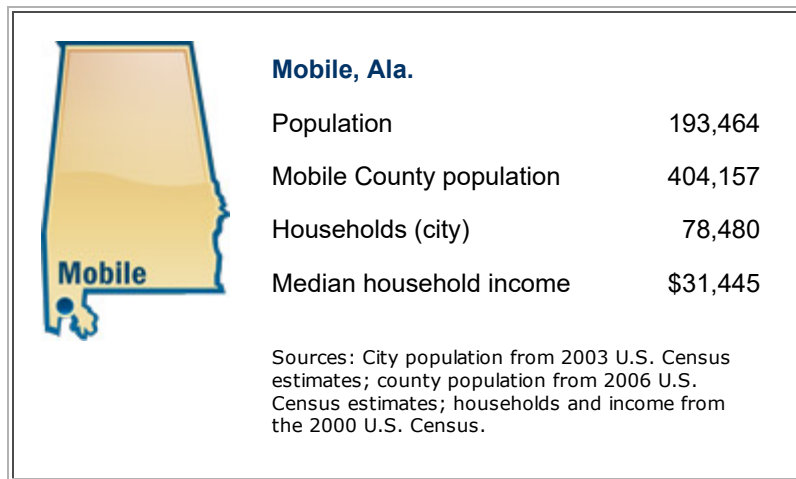 Mobile, Ala.
Population 193,464
Mobile County population 404,157
Households (city) 78,480
Median household income $31,445
Mobile
Sources: City population from 2003 U.S. Census
estimates; county population from 2006 U.S.
Census estimates; households and income from
the 2000 U.S. Census.